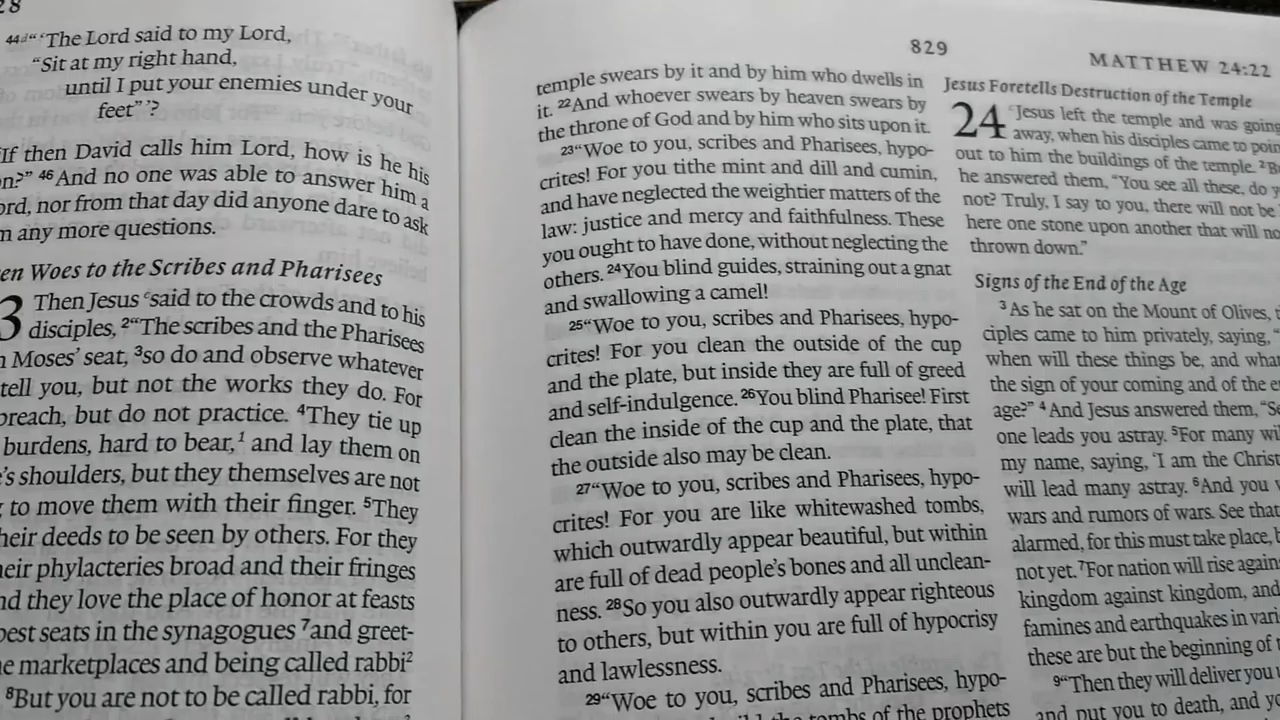 28
44d“‘The Lord said to my Lord,
“Sit at my right hand,
until I put your enemies under your
feet”’?
If then David calls him Lord, how is he his
n?” 46And no one was able to answer him a
ord, nor from that day did anyone dare to ask
m any more questions.
en Woes to the Scribes and Pharisees
3 Then Jesus csaid to the crowds and to his
disciples, 2“The scribes and the Pharisees
n Moses’ seat, 3so do and observe whatever
tell you, but not the works they do. For
preach, but do not practice. 4They tie up
burdens, hard to bear,1 and lay them on
e’s shoulders, but they themselves are not
to move them with their finger. 5They
heir deeds to be seen by others. For they
heir phylacteries broad and their fringes
nd they love the place of honor at feasts
best seats in the synagogues 7and greet-
e marketplaces and being called rabbi2
8But you are not to be called rabbi, for
829
MATTHEW 24:22
temple swears by it and by him who dwells in
it. 22And whoever swears by heaven swears by
the throne of God and by him who sits upon it.
23“Woe to you, scribes and Pharisees, hypo-
crites! For you tithe mint and dill and cumin,
and have neglected the weightier matters of the
law: justice and mercy and faithfulness. These
you ought to have done, without neglecting the
others. 24You blind guides, straining out a gnat
and swallowing a camel!
25“Woe to you, scribes and Pharisees, hypo-
crites! For you clean the outside of the cup
and the plate, but inside they are full of greed
and self-indulgence. 26You blind Pharisee! First
clean the inside of the cup and the plate, that
the outside also may be clean.
27“Woe to you, scribes and Pharisees, hypo-
crites! For you are like whitewashed tombs,
which outwardly appear beautiful, but within
are full of dead people’s bones and all unclean-
ness. 28So you also outwardly appear righteous
to others, but within you are full of hypocrisy
and lawlessness.
29“Woe to you, scribes and Pharisees, hypo-
the tombs of the prophets
Jesus Foretells Destruction of the Temple
24 1Jesus left the temple and was going
away, when his disciples came to poin
out to him the buildings of the temple. 2B
he answered them, “You see all these, do y
not? Truly, I say to you, there will not be
here one stone upon another that will no
thrown down.”
Signs of the End of the Age
3 As he sat on the Mount of Olives, t
ciples came to him privately, saying, “
when will these things be, and what
the sign of your coming and of the e
age?” 4 And Jesus answered them, “Se
one leads you astray. 5For many wil
my name, saying, ‘I am the Christ
will lead many astray. 6And you
wars and rumors of wars. See that
alarmed, for this must take place, b
not yet. 7For nation will rise again
kingdom against kingdom, and
famines and earthquakes in vari
these are but the beginning of
9“Then they will deliver you
and put you to death, and yo